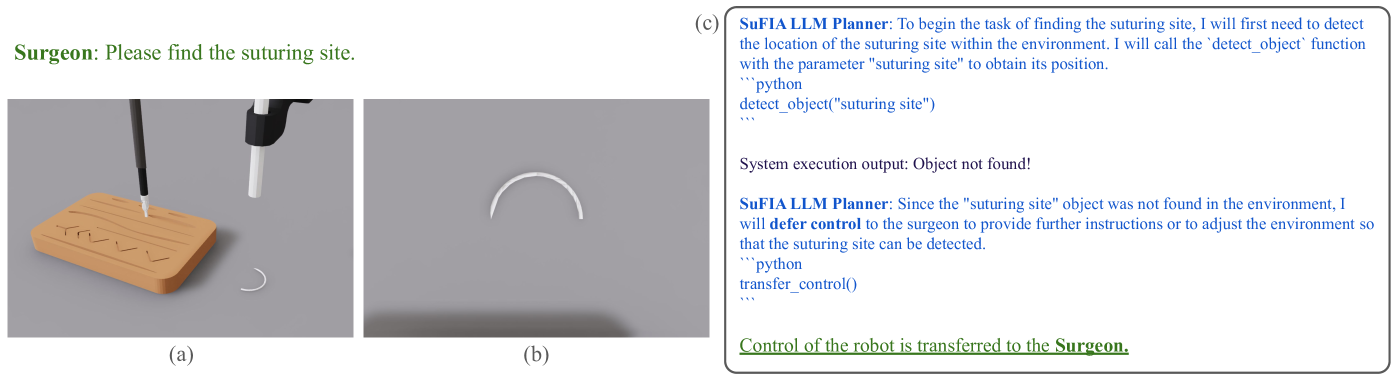 Surgeon: Please find the suturing site.
(a)
(b)
(c)
SuFIA LLM Planner: To begin the task of finding the suturing site, I will first need to detect
the location of the suturing site within the environment. I will call the `detect_object` function
with the parameter "suturing site" to obtain its position.
```python
detect_object("suturing site")
```
System execution output: Object not found!
SuFIA LLM Planner: Since the "suturing site" object was not found in the environment, I
will defer control to the surgeon to provide further instructions or to adjust the environment so
that the suturing site can be detected.
```python
transfer_control()
```
Control of the robot is transferred to the Surgeon.